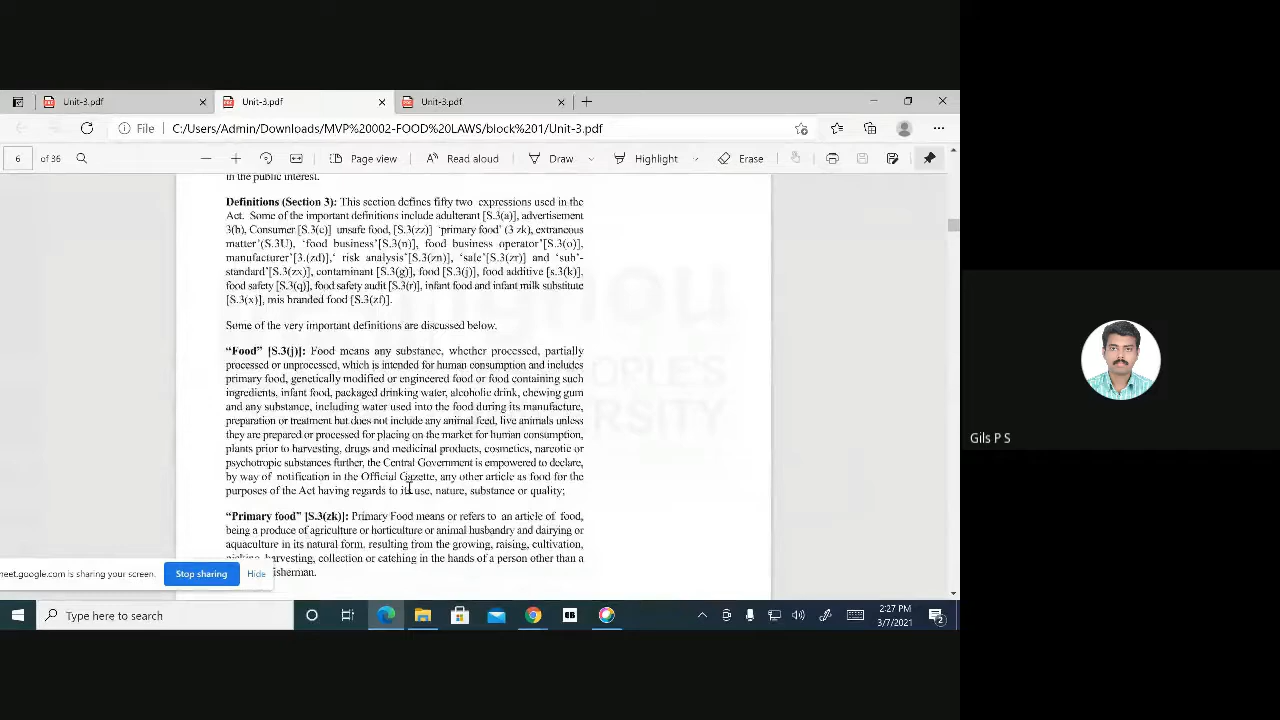 Unit-3.pdf
Unit-3.pdf
Unit-3.pdf
File
C:/Users/Admin/Downloads/MVP%20002-FOOD%20LAWS/block%201/Unit-3.pdf
6 of 36
Page view
Read aloud
Draw
Highlight
Erase
in the public interest.
Definitions (Section 3): This section defines fifty two expressions used in the
Act. Some of the important definitions include adulterant [S.3(a], advertisement
3(b), Consumer [S.3(c] unsafe food, [S.3(zz] 'primary food' (3 zk), extraneous
matter'(S.3U), 'food business'[S.3(n], food business operator'[S.3(o],
manufacturer'[3.(zd],' risk analysis'[S.3(zn], 'sale'[S.3(zr] and 'sub'-
standard'[S.3(zx], contaminant [S.3(g], food [S.3(j], food additive [s.3(k],
food safety [S.3(q], food safety audit [S.3(r], infant food and infant milk substitute
[S.3(x], mis branded food [S.3(zf].
Some of the very important definitions are discussed below.
"Food" [S.3(j)]: Food means any substance, whether processed, partially
processed or unprocessed, which is intended for human consumption and includes
primary food, genetically modified or engineered food or food containing such
ingredients, infant food, packaged drinking water, alcoholic drink, chewing gum
and any substance, including water used into the food during its manufacture,
preparation or treatment but does not include any animal feed, live animals unless
they are prepared or processed for placing on the market for human consumption,
plants prior to harvesting, drugs and medicinal products, cosmetics, narcotic or
psychotropic substances further, the Central Government is empowered to declare,
by way of notification in the Official Gazette, any other article as food for the
purposes of the Act having regards to its use, nature, substance or quality;
"Primary food" [S.3(zk]: Primary Food means or refers to an article of food,
being a produce of agriculture or horticulture or animal husbandry and dairying or
aquaculture in its natural form. resulting from the growing, raising, cultivation,
harvesting, collection or catching in the hands of a person other than a
isherman.
ignou
PEOPLE'S
UNIVERSITY
meet.google.com is sharing your screen.
Stop sharing
Hide
Type here to search
2:27 PM
3/7/2021
2
Gils P S